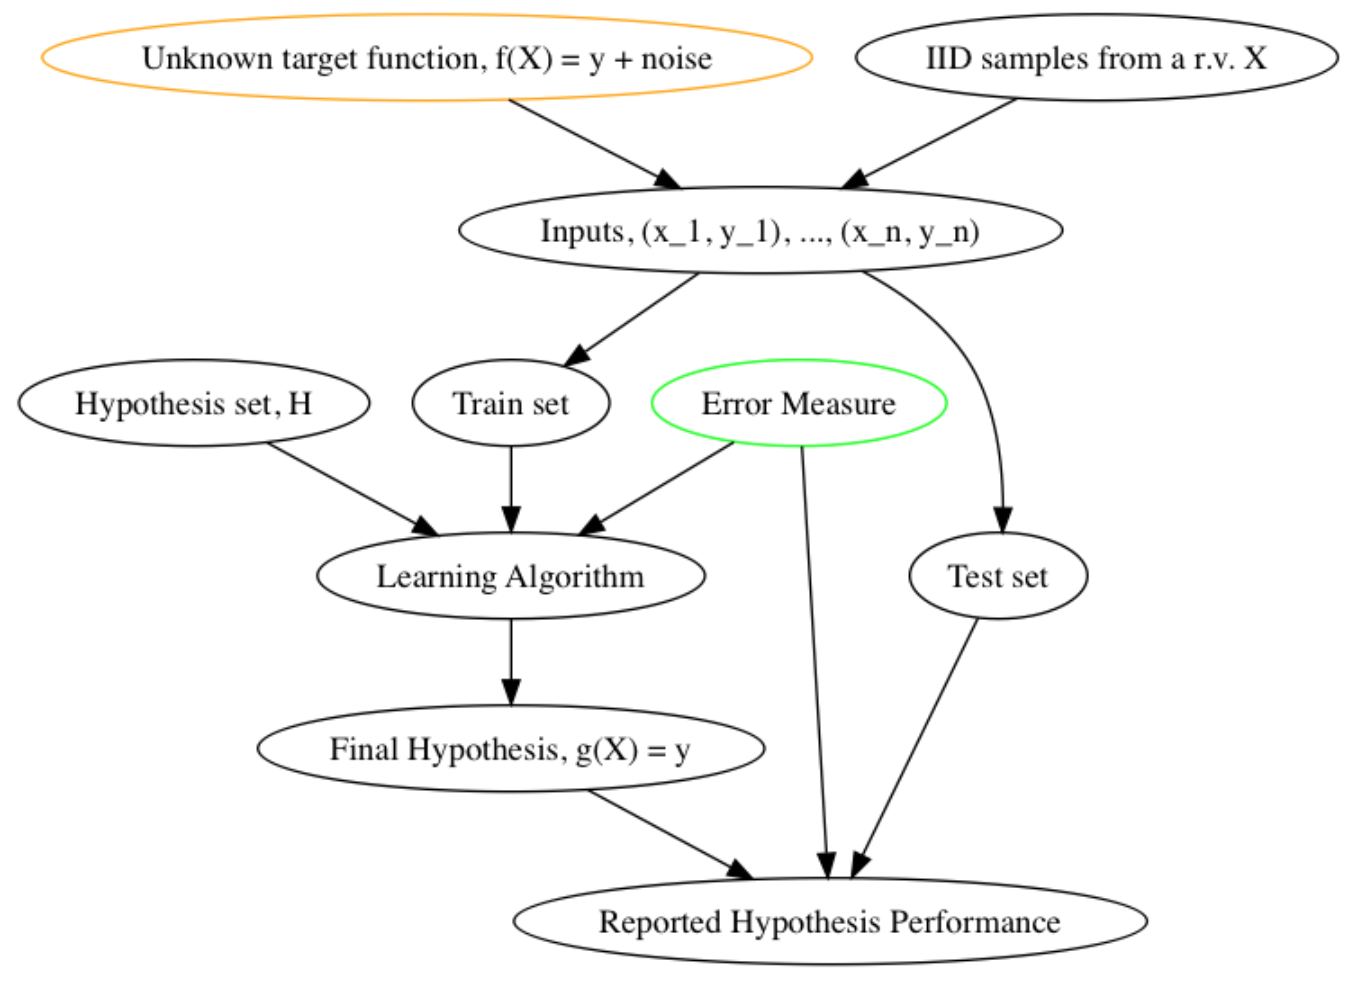 Unknown target function, f(X) = y + noise
IID samples from a r.v. X
Inputs, (x_1, y_1), ..., (x_n, y_n)
Hypothesis set, H
Train set
Error Measure
Learning Algorithm
Test set
Final Hypothesis, g(X) = y
Reported Hypothesis Performance